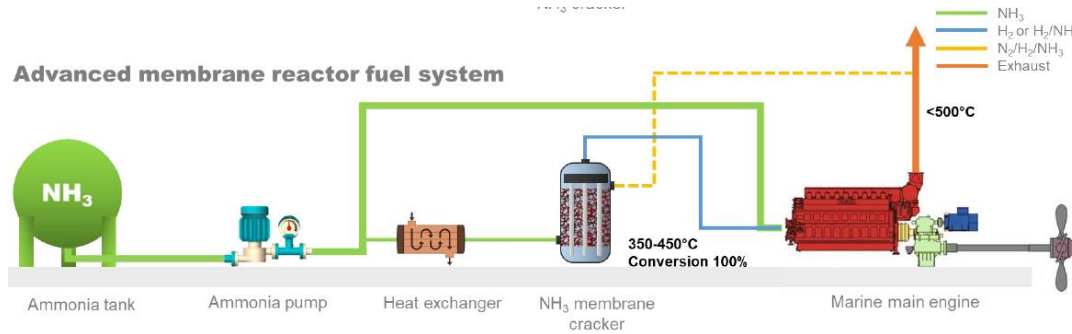 NH₃
H₂ or H₂/NH
N₂/H₂/NH₃
Exhaust
Advanced membrane reactor fuel system
<500°C
NH₃
350-450°C
Conversion 100%
Ammonia tank
Ammonia pump
Heat exchanger
NH₃ membrane
cracker
Marine main engine